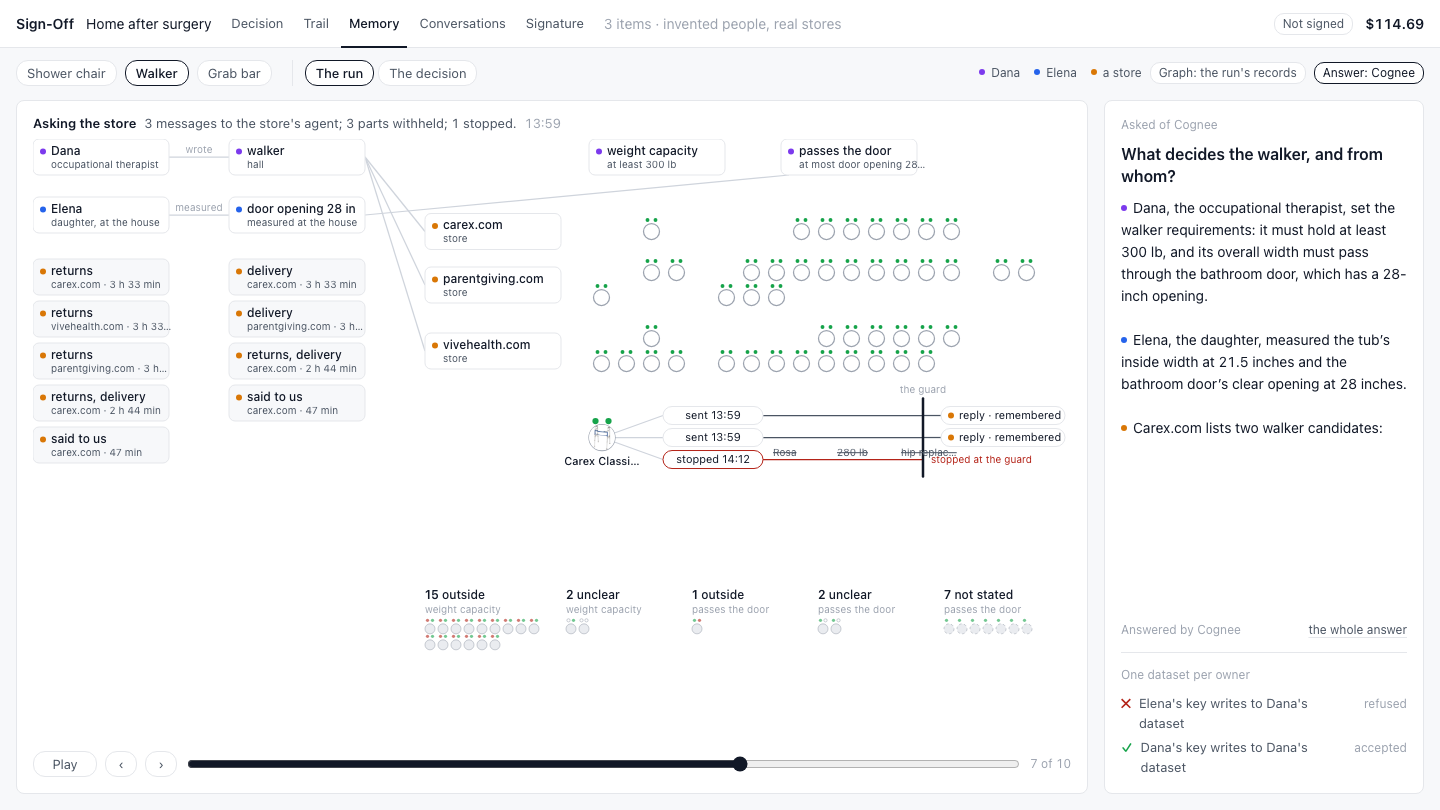 Sign-Off Home after surgery Decision Trail Memory Conversations Signature 3 items · invented people, real stores Not signed $114.69
Shower chair Walker Grab bar The run The decision Dana Elena a store Graph: the run's records Answer: Cognee
Asking the store 3 messages to the store's agent; 3 parts withheld; 1 stopped. 13:59
Dana
occupational therapist
wrote
walker
hall
weight capacity
at least 300 lb
passes the door
at most door opening 28...
Elena
daughter, at the house
measured
door opening 28 in
measured at the house
carex.com
store
parentgiving.com
store
vivehealth.com
store
returns
carex.com · 3 h 33 min
delivery
carex.com · 3 h 33 min
returns
vivehealth.com · 3 h 33...
delivery
parentgiving.com · 3 h...
returns
parentgiving.com · 3 h...
returns, delivery
carex.com · 2 h 44 min
returns, delivery
carex.com · 2 h 44 min
said to us
carex.com · 47 min
said to us
carex.com · 47 min
the guard
sent 13:59
reply · remembered
sent 13:59
reply · remembered
Carex Classi...
stopped 14:12
Rosa 280 lb hip replac...
stopped at the guard
15 outside
weight capacity
2 unclear
weight capacity
1 outside
passes the door
2 unclear
passes the door
7 not stated
passes the door
Play ‹ › 7 of 10
Asked of Cognee
What decides the walker, and from
whom?
Dana, the occupational therapist, set the
walker requirements: it must hold at least
300 lb, and its overall width must pass
through the bathroom door, which has a 28-
inch opening.
Elena, the daughter, measured the tub’s
inside width at 21.5 inches and the
bathroom door’s clear opening at 28 inches.
Carex.com lists two walker candidates:
Answered by Cognee the whole answer
One dataset per owner
Elena's key writes to Dana's
dataset
refused
Dana's key writes to Dana's
dataset
accepted